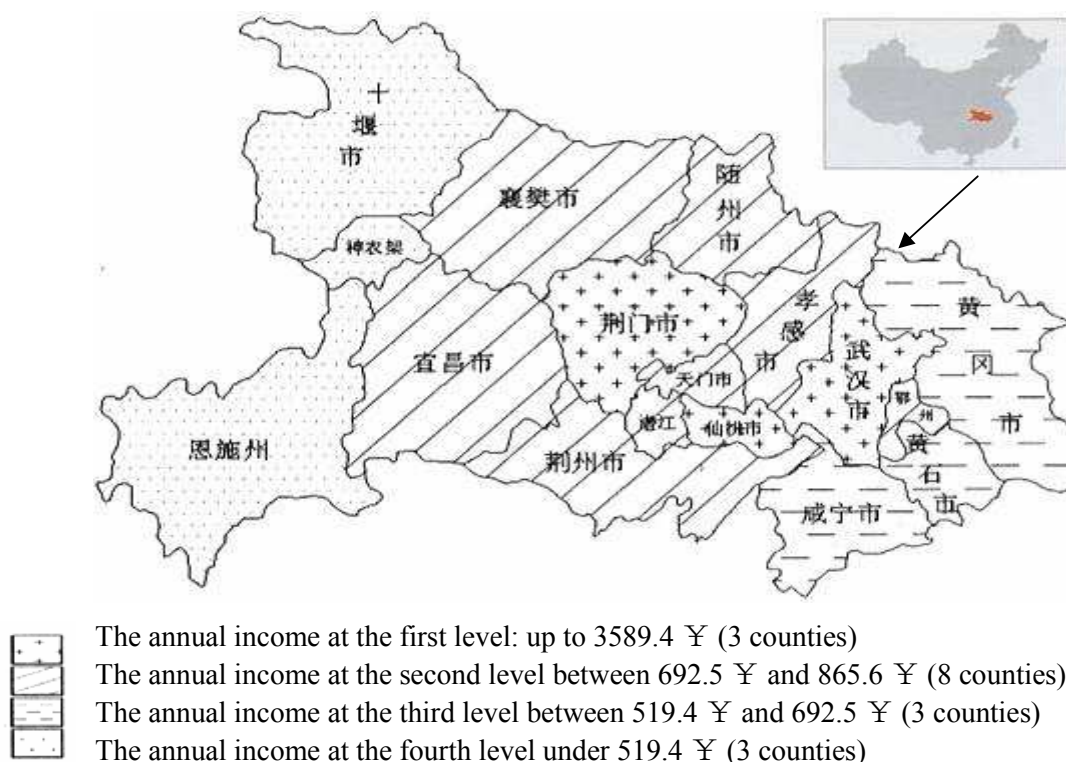 十堰市
神农架
襄樊市
随州市
恩施州
宜昌市
荆门市
天门市
孝感市
武汉市
黄冈市
荆州市
潜江
仙桃市
鄂州
黄石市
咸宁市
The annual income at the first level: up to 3589.4 ￥ (3 counties)
The annual income at the second level between 692.5 ￥ and 865.6 ￥ (8 counties)
The annual income at the third level between 519.4 ￥ and 692.5 ￥ (3 counties)
The annual income at the fourth level under 519.4 ￥ (3 counties)